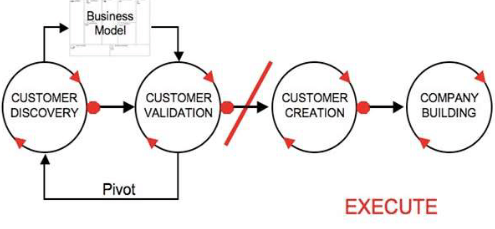 Business
Model
CUSTOMER
DISCOVERY
CUSTOMER
VALIDATION
CUSTOMER
CREATION
COMPANY
BUILDING
Pivot
EXECUTE